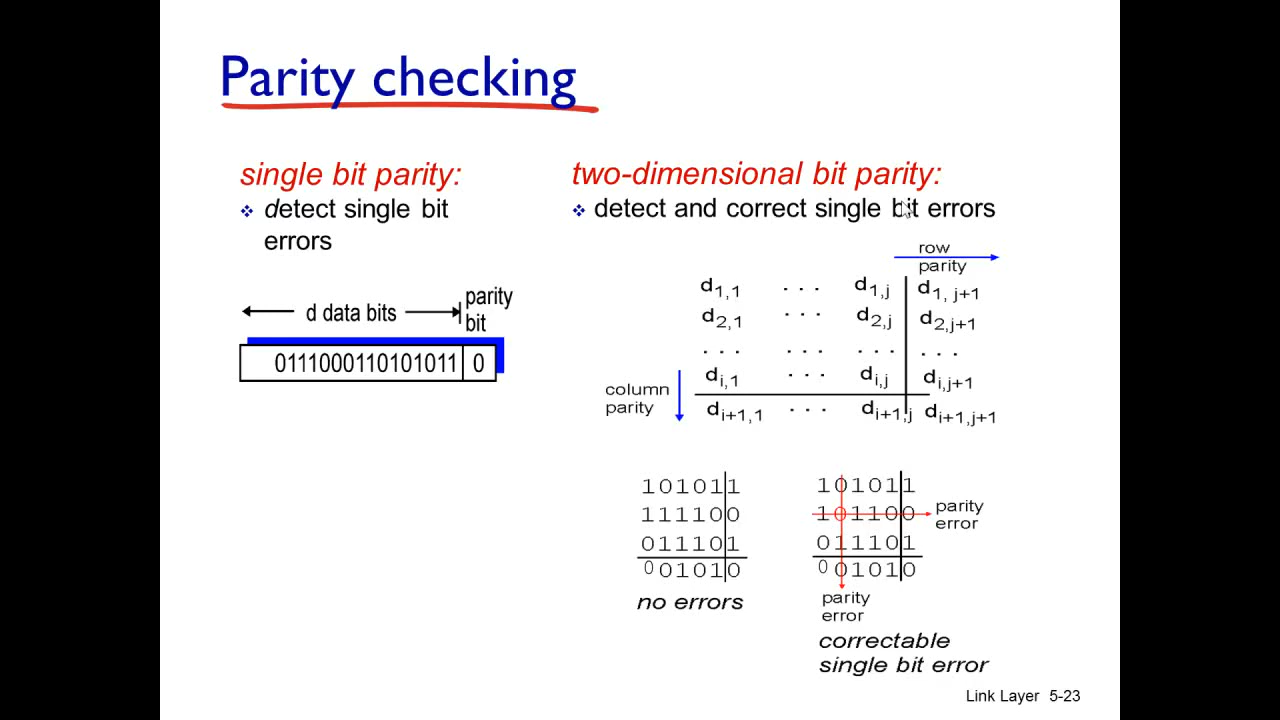 Parity checking
single bit parity:
detect single bit
errors
d data bits
parity
bit
0111000110101011 0
two-dimensional bit parity:
detect and correct single bit errors
row
parity
d1,1 . . . d1,j d1, j+1
d2,1 . . . d2,j d2,j+1
. . . . . . . . . . . .
di,1 . . . di,j di,j+1
column
parity
di+1,1 . . . di+1,j di+1,j+1
101011
111100
011101
001010
no errors
101011
101100
011101
001010
parity
error
parity
error
correctable
single bit error
Link Layer 5-23